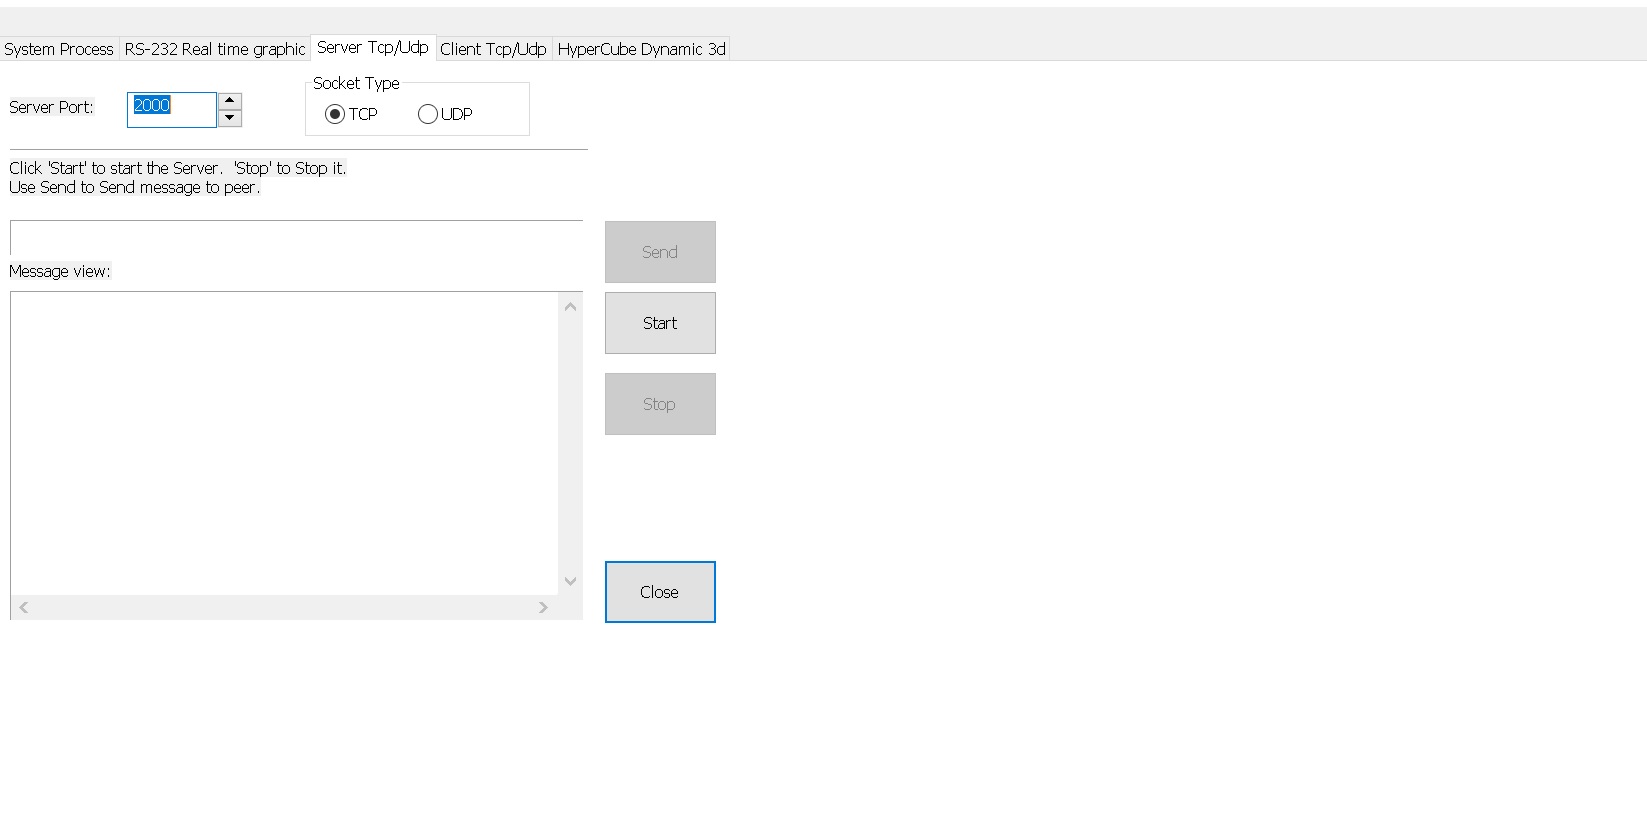 System Process RS-232 Real time graphic Server Tcp/Udp Client Tcp/Udp HyperCube Dynamic 3d
Socket Type
Server Port: 2000 TCP UDP
Click 'Start' to start the Server.  'Stop' to Stop it.
Use Send to Send message to peer.
Send
Message view:
Start
Stop
Close